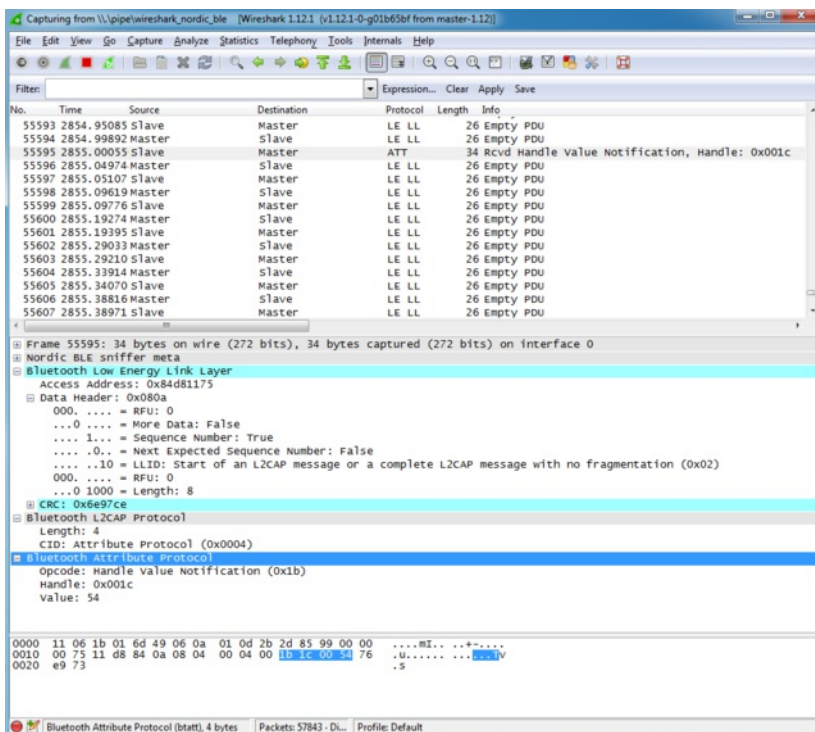 Capturing from \\.\pipe\wireshark_nordic_ble [Wireshark 1.12.1 (v1.12.1-0-g01b65bf from master-1.12)]
File Edit View Go Capture Analyze Statistics Telephony Tools Internals Help
Filter: Expression... Clear Apply Save
No. Time Source Destination Protocol Length Info
55593 2854.95085 Slave Master LE LL 26 Empty PDU
55594 2854.99892 Master Slave LE LL 26 Empty PDU
55595 2855.00055 Slave Master ATT 34 Rcvd Handle Value Notification, Handle: 0x001c
55596 2855.04974 Master Slave LE LL 26 Empty PDU
55597 2855.05107 Slave Master LE LL 26 Empty PDU
55598 2855.09619 Master Slave LE LL 26 Empty PDU
55599 2855.09776 Slave Master LE LL 26 Empty PDU
55600 2855.19274 Master Slave LE LL 26 Empty PDU
55601 2855.19395 Slave Master LE LL 26 Empty PDU
55602 2855.29033 Master Slave LE LL 26 Empty PDU
55603 2855.29210 Slave Master LE LL 26 Empty PDU
55604 2855.33914 Master Slave LE LL 26 Empty PDU
55605 2855.34070 Slave Master LE LL 26 Empty PDU
55606 2855.38816 Master Slave LE LL 26 Empty PDU
55607 2855.38971 Slave Master LE LL 26 Empty PDU
Frame 55595: 34 bytes on wire (272 bits), 34 bytes captured (272 bits) on interface 0
Nordic BLE sniffer meta
Bluetooth Low Energy Link Layer
Access Address: 0x84d81175
Data Header: 0x080a
000. .... = RFU: 0
...0 .... = More Data: False
.... 1... = Sequence Number: True
.... .0.. = Next Expected Sequence Number: False
.... ..10 = LLID: Start of an L2CAP message or a complete L2CAP message with no fragmentation (0x02)
000. .... = RFU: 0
...0 1000 = Length: 8
CRC: 0x6e97ce
Bluetooth L2CAP Protocol
Length: 4
CID: Attribute Protocol (0x0004)
Bluetooth Attribute Protocol
Opcode: Handle Value Notification (0x1b)
Handle: 0x001c
Value: 54
0000 11 06 1b 01 6d 49 06 0a 01 0d 2b 2d 85 99 00 00 ....mI.. ..+-....
0010 00 75 11 d8 84 0a 08 04 00 04 00 1b 1c 00 54 76 .u...... ......Tv
0020 e9 73 .s
Bluetooth Attribute Protocol (btatt), 4 bytes Packets: 57843 · Di... Profile: Default